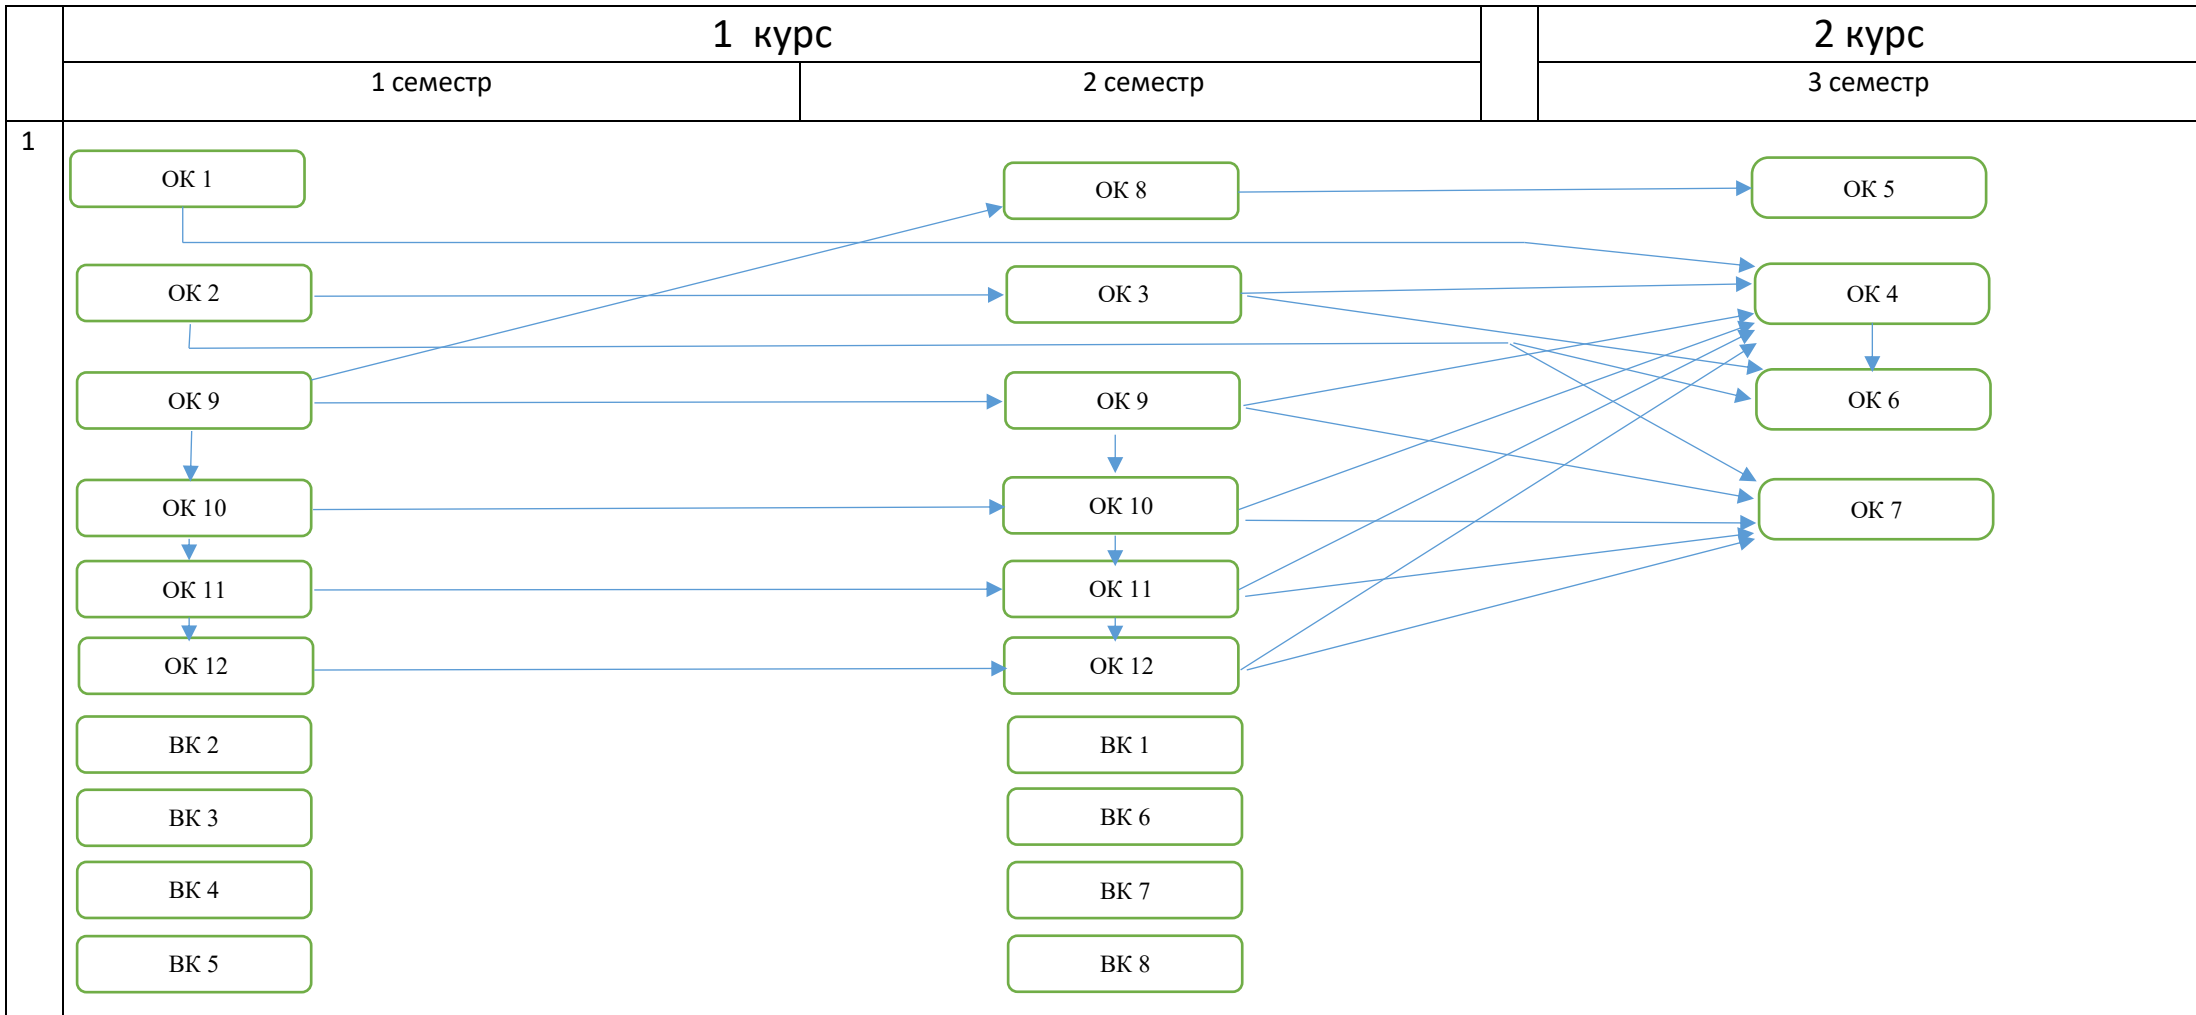 1 курс
2 курс
1 семестр
2 семестр
3 семестр
1
ОК 1
ОК 8
ОК 5
ОК 2
ОК 3
ОК 4
ОК 9
ОК 9
ОК 6
ОК 10
ОК 10
ОК 7
ОК 11
ОК 11
ОК 12
ОК 12
ВК 2
ВК 1
ВК 3
ВК 6
ВК 4
ВК 7
ВК 5
ВК 8